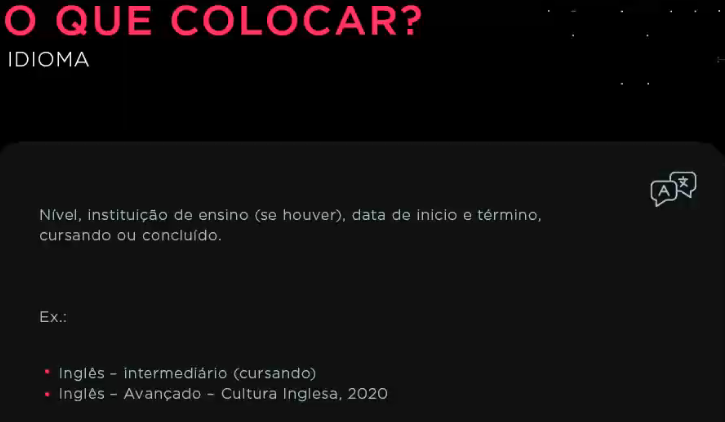 O QUE COLOCAR?
IDIOMA
A 文
Nível, instituição de ensino (se houver), data de inicio e término,
cursando ou concluído.
Ex.:
• Inglês – intermediário (cursando)
• Inglês – Avançado – Cultura Inglesa, 2020